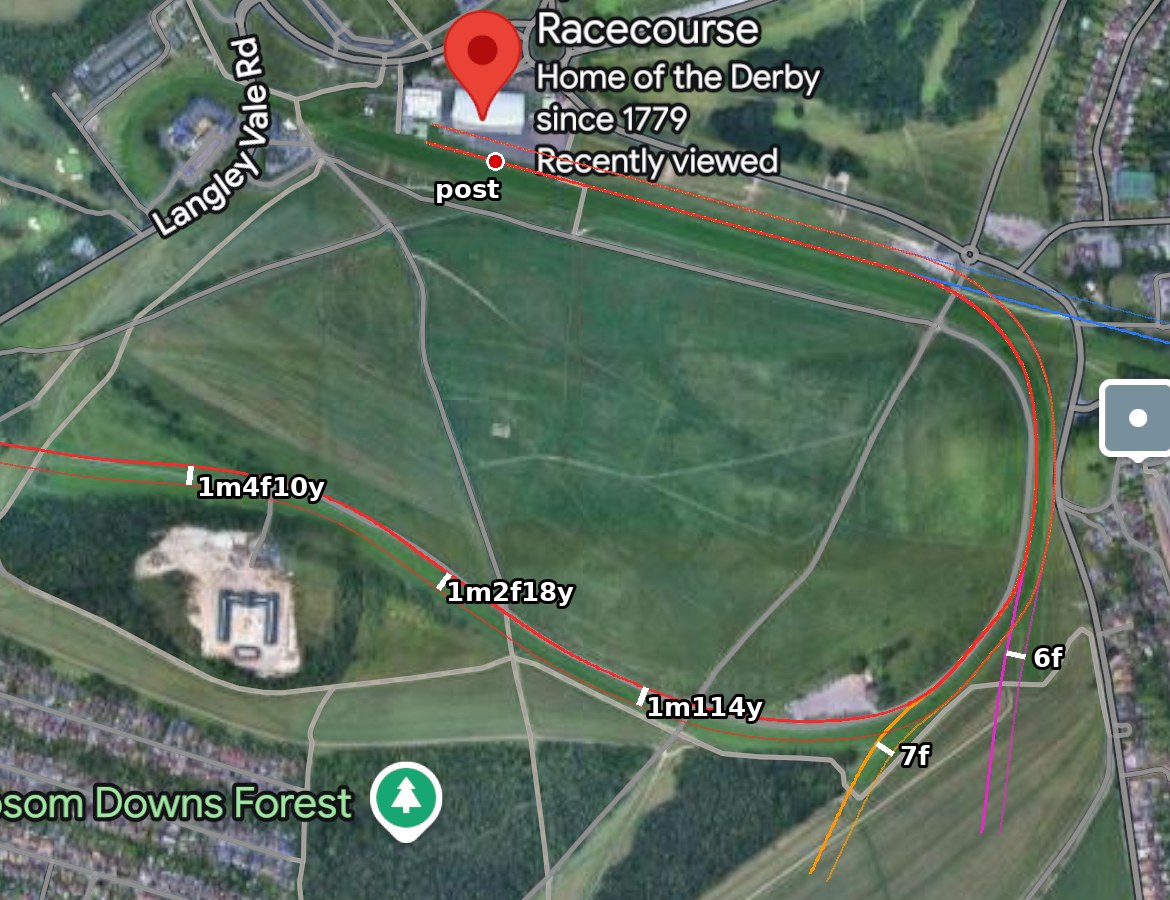 Racecourse
Home of the Derby
since 1779
Recently viewed
Langley Vale Rd
post
1m4f10y
1m2f18y
1m114y
6f
7f
osom Downs Forest